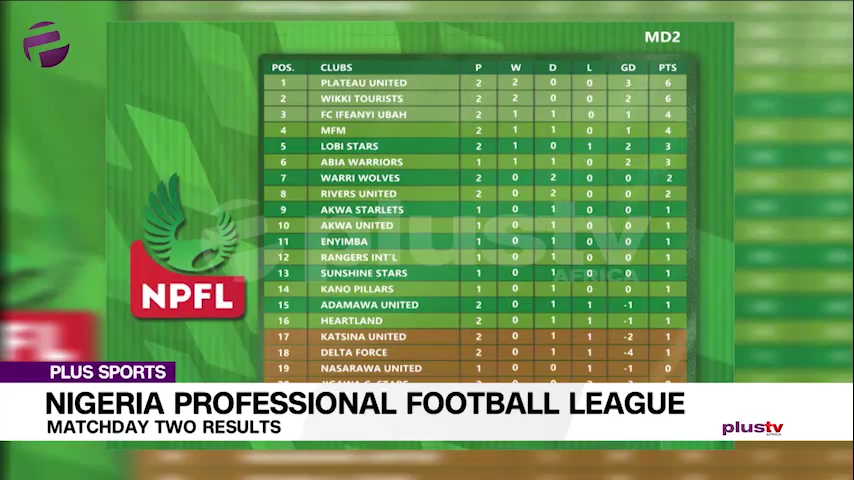 MD2
POS. CLUBS P W D L GD PTS
1 PLATEAU UNITED 2 2 0 0 3 6
2 WIKKI TOURISTS 2 2 0 0 2 6
3 FC IFEANYI UBAH 2 1 1 0 1 4
4 MFM 2 1 1 0 1 4
5 LOBI STARS 2 1 0 1 2 3
6 ABIA WARRIORS 1 1 1 0 2 3
7 WARRI WOLVES 2 0 2 0 0 2
8 RIVERS UNITED 2 0 2 0 0 2
9 AKWA STARLETS 1 0 1 0 0 1
10 AKWA UNITED 1 0 1 0 0 1
11 ENYIMBA 1 0 1 0 0 1
12 RANGERS INT'L 1 0 1 0 0 1
13 SUNSHINE STARS 1 0 1 0 0 1
14 KANO PILLARS 1 0 1 0 0 1
15 ADAMAWA UNITED 2 0 1 1 -1 1
16 HEARTLAND 2 0 1 1 -1 1
17 KATSINA UNITED 2 0 1 1 -2 1
18 DELTA FORCE 2 0 1 1 -4 1
19 NASARAWA UNITED 1 0 0 1 -1 0
plustv
AFRICA
NPFL
PLUS SPORTS
NIGERIA PROFESSIONAL FOOTBALL LEAGUE
MATCHDAY TWO RESULTS
plustv
AFRICA